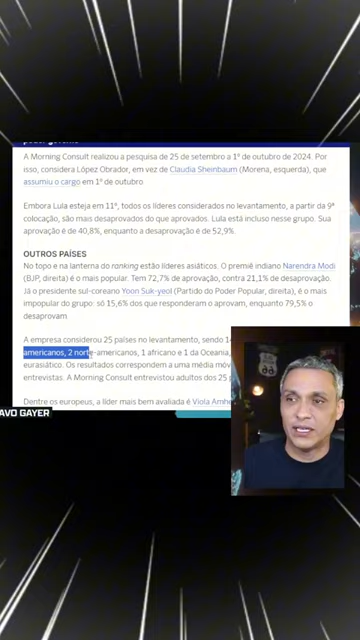 A Morning Consult realizou a pesquisa de 25 de setembro a 1º de outubro de 2024. Por
isso, considera López Obrador, em vez de Claudia Sheinbaum (Morena, esquerda), que
assumiu o cargo em 1º de outubro
Embora Lula esteja em 11º, todos os líderes considerados no levantamento, a partir da 9ª
colocação, são mais desaprovados do que aprovados. Lula está incluso nesse grupo. Sua
aprovação é de 40,8%, enquanto a desaprovação é de 52,9%.
OUTROS PAÍSES
No topo e na lanterna do ranking estão líderes asiáticos. O premiê indiano Narendra Modi
(BJP, direita) é o mais popular. Tem 72,7% de aprovação, contra 21,1% de desaprovação.
Já o presidente sul-coreano Yoon Suk-yeol (Partido do Poder Popular, direita), é o mais
impopular do grupo: só 15,6% dos que responderam o aprovam, enquanto 79,5% o
desaprovam
A empresa considerou 25 países no levantamento, sendo
americanos, 2 norte-americanos, 1 africano e 1 da Oceania,
eurasiático. Os resultados correspondem a uma média
entrevistas. A Morning Consult entrevistou adultos dos 25
AVO GAYER
Dentre os europeus, a líder mais bem avaliada é Viola